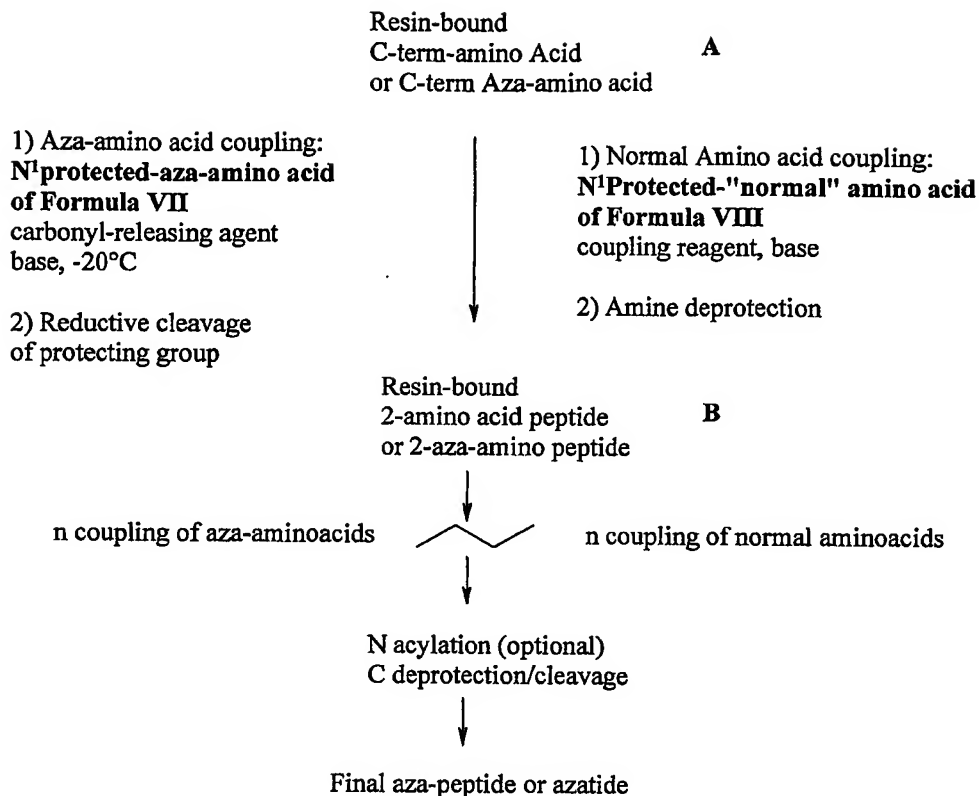 Resin-bound
C-term-amino Acid
or C-term Aza-amino acid
A
1) Aza-amino acid coupling:
N¹protected-aza-amino acid
of Formula VII
carbonyl-releasing agent
base, -20°C
2) Reductive cleavage
of protecting group
1) Normal Amino acid coupling:
N¹Protected-"normal" amino acid
of Formula VIII
coupling reagent, base
2) Amine deprotection
Resin-bound
2-amino acid peptide
or 2-aza-amino peptide
B
n coupling of aza-aminoacids
n coupling of normal aminoacids
N acylation (optional)
C deprotection/cleavage
Final aza-peptide or azatide